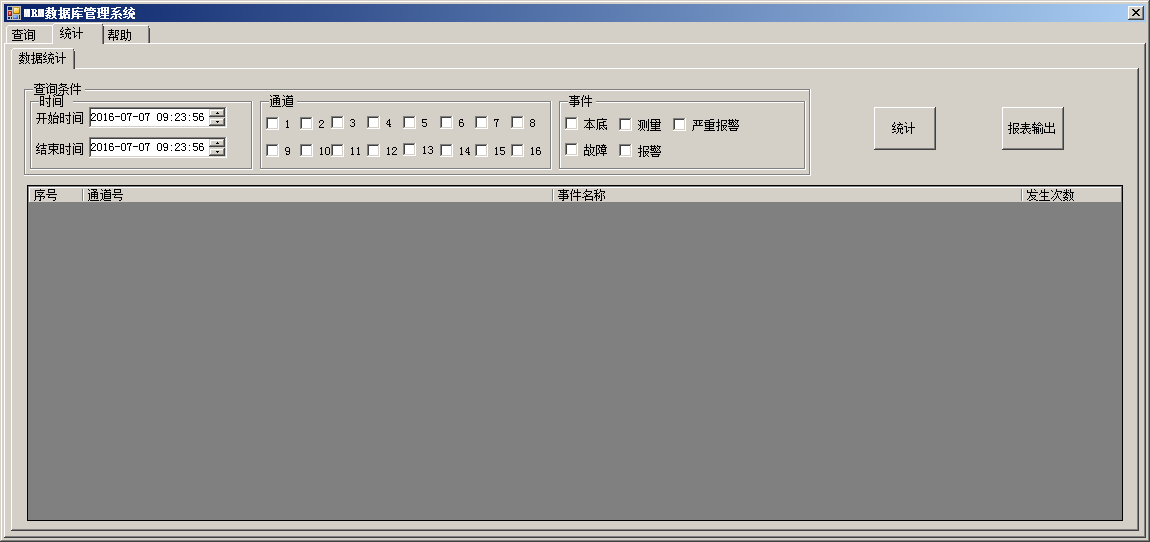 MRM数据库管理系统
查询 统计 帮助
数据统计
查询条件
时间
开始时间 2016-07-07 09:23:56
结束时间 2016-07-07 09:23:56
通道
1 2 3 4 5 6 7 8
9 10 11 12 13 14 15 16
事件
本底 测量 严重报警
故障 报警
统计 报表输出
序号 通道号 事件名称 发生次数